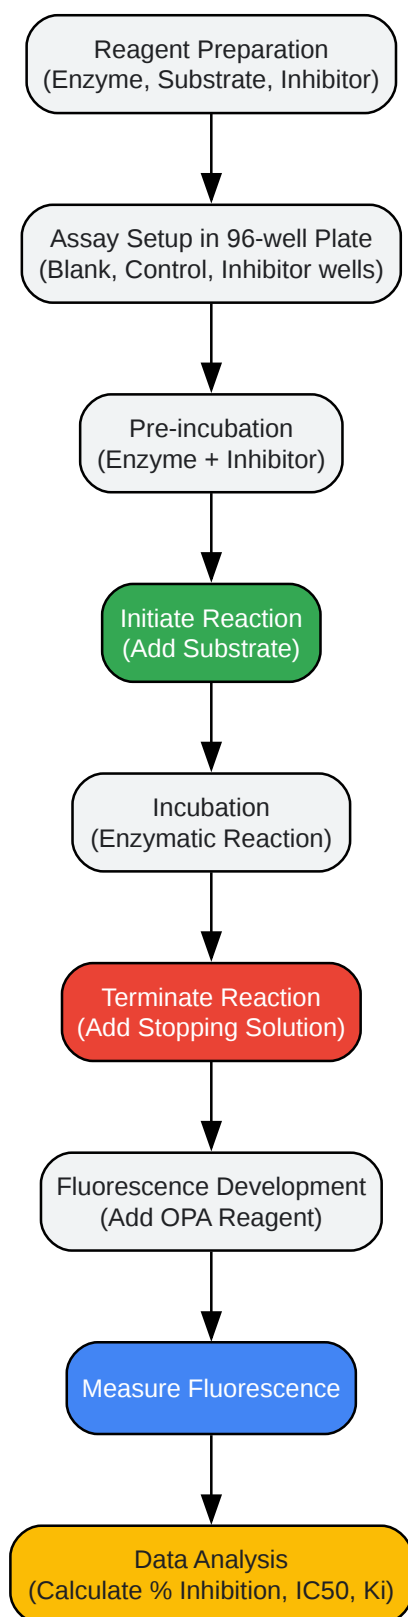 Reagent Preparation
(Enzyme, Substrate, Inhibitor)
Assay Setup in 96-well Plate
(Blank, Control, Inhibitor wells)
Pre-incubation
(Enzyme + Inhibitor)
Initiate Reaction
(Add Substrate)
Incubation
(Enzymatic Reaction)
Terminate Reaction
(Add Stopping Solution)
Fluorescence Development
(Add OPA Reagent)
Measure Fluorescence
Data Analysis
(Calculate % Inhibition, IC50, Ki)